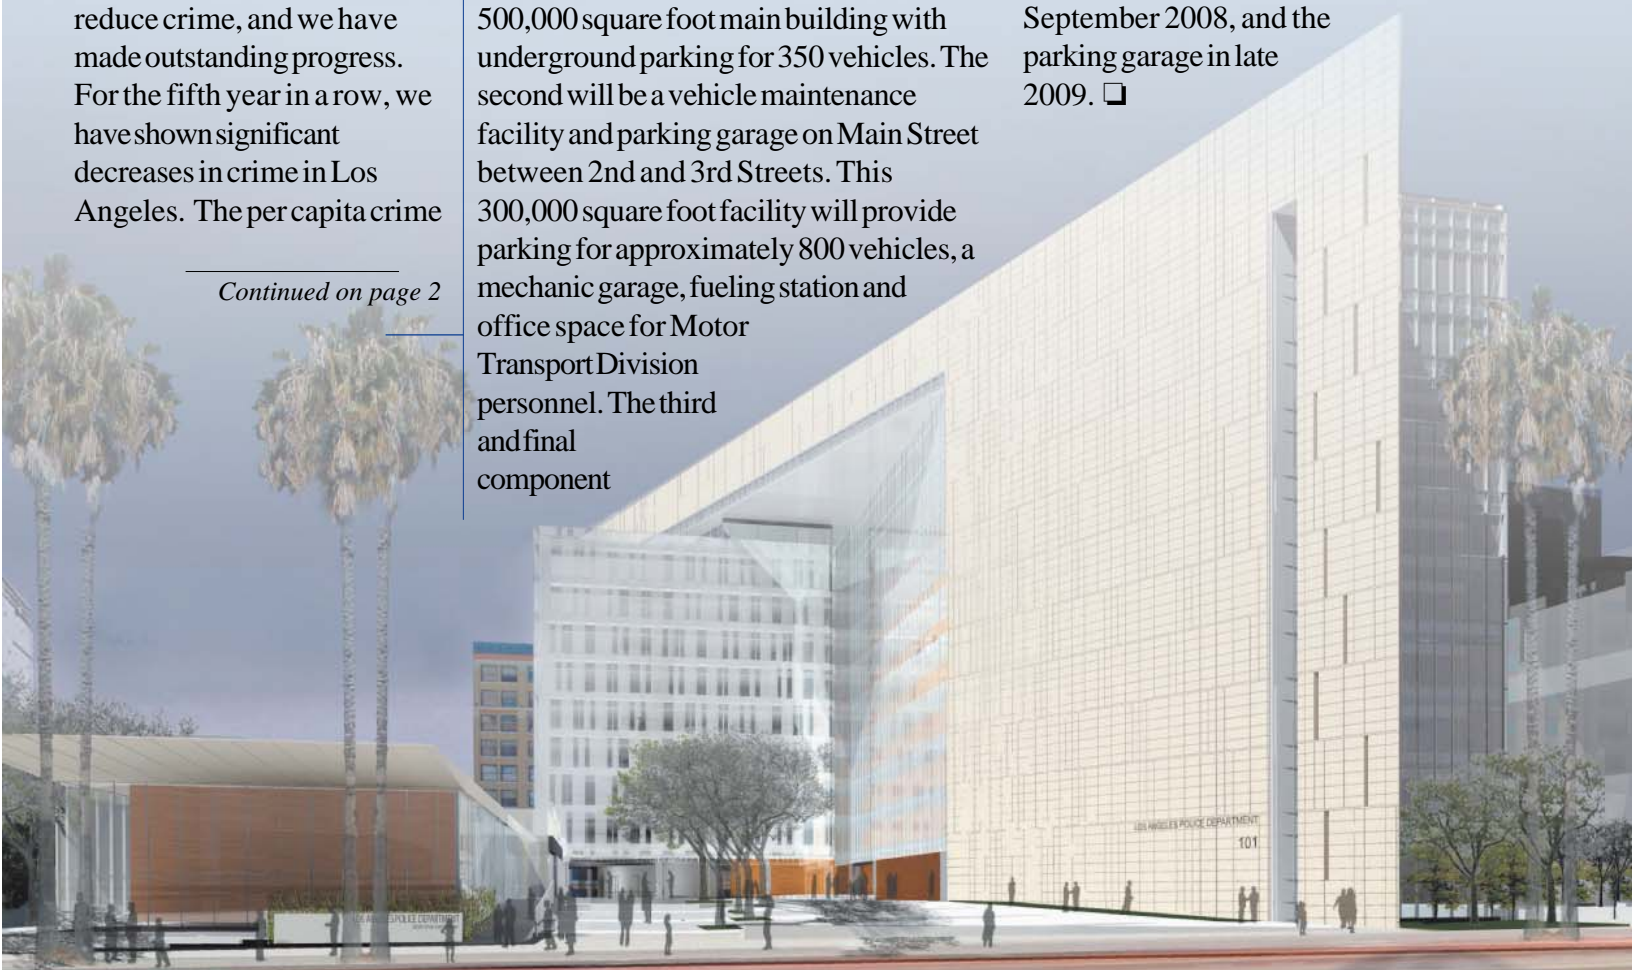 reduce crime, and we have
made outstanding progress.
For the fifth year in a row, we
have shown significant
decreases in crime in Los
Angeles. The per capita crime
Continued on page 2
500,000 square foot main building with
underground parking for 350 vehicles. The
second will be a vehicle maintenance
facility and parking garage on Main Street
between 2nd and 3rd Streets. This
300,000 square foot facility will provide
parking for approximately 800 vehicles, a
mechanic garage, fueling station and
office space for Motor
Transport Division
personnel. The third
and final
component
September 2008, and the
parking garage in late
2009. ❏
LOS ANGELES POLICE DEPARTMENT
101
LOS ANGELES POLICE DEPARTMENT